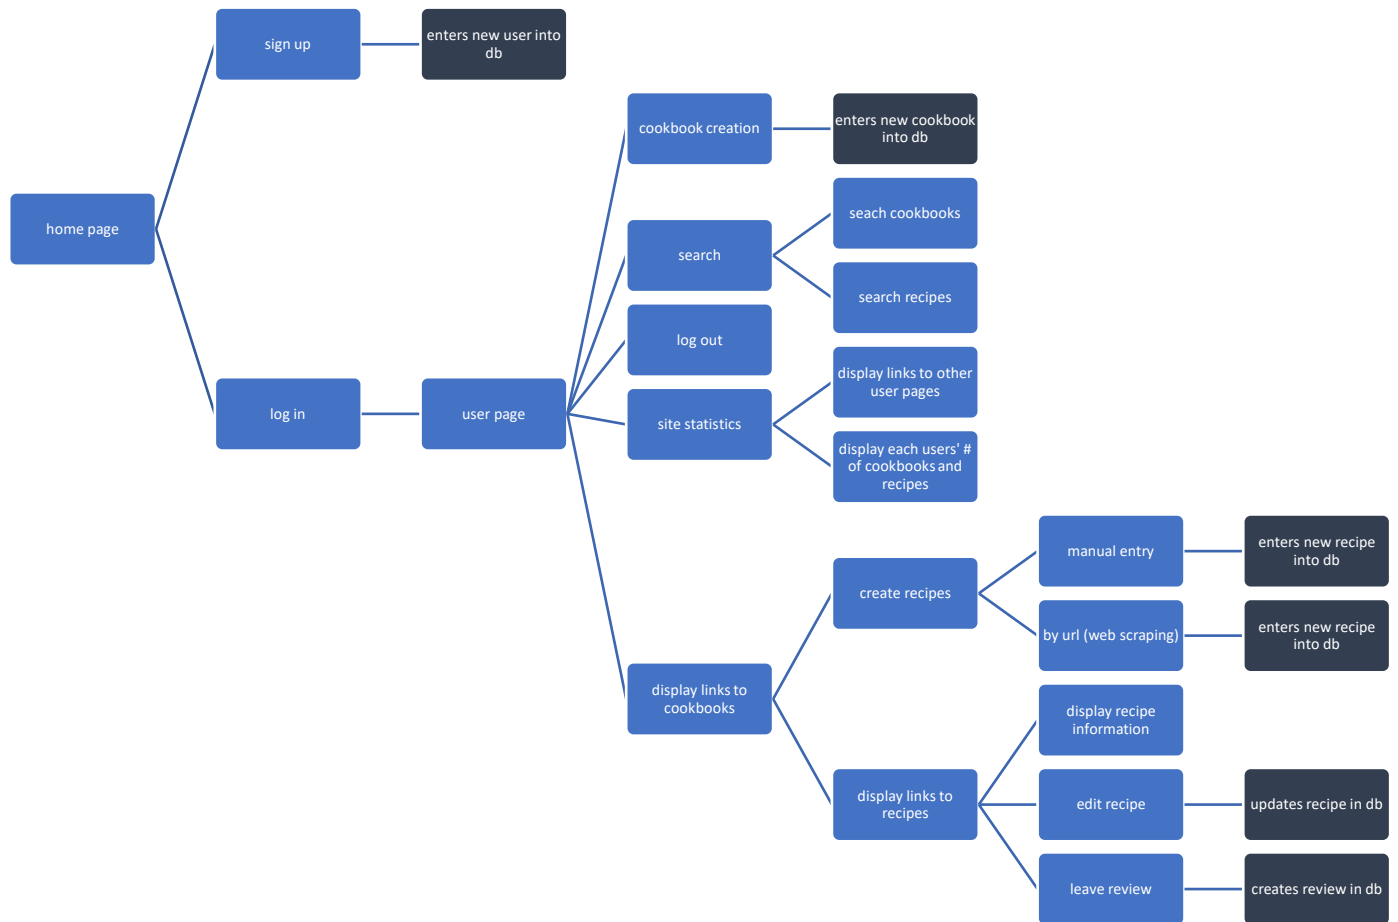 sign up
enters new user into
db
cookbook creation
enters new cookbook
into db
home page
seach cookbooks
search
search recipes
log out
display links to other
user pages
log in
user page
site statistics
display each users' #
of cookbooks and
recipes
manual entry
enters new recipe
into db
create recipes
by url (web scraping)
enters new recipe
into db
display links to
cookbooks
display recipe
information
display links to
recipes
edit recipe
updates recipe in db
leave review
creates review in db